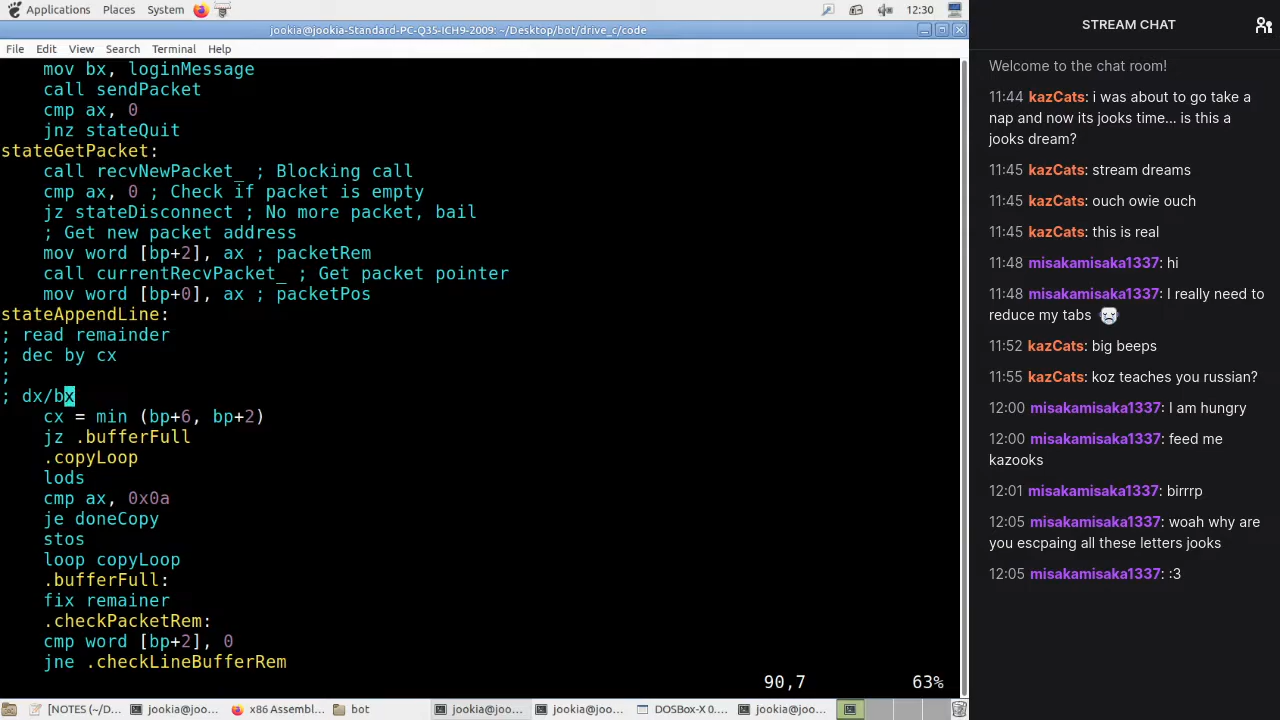 Applications Places System 12:30
jookia@jookia-Standard-PC-Q35-ICH9-2009: ~/Desktop/bot/drive_c/code
File Edit View Search Terminal Help
mov bx, loginMessage
call sendPacket
cmp ax, 0
jnz stateQuit
stateGetPacket:
call recvNewPacket_ ; Blocking call
cmp ax, 0 ; Check if packet is empty
jz stateDisconnect ; No more packet, bail
; Get new packet address
mov word [bp+2], ax ; packetRem
call currentRecvPacket_ ; Get packet pointer
mov word [bp+0], ax ; packetPos
stateAppendLine:
; read remainder
; dec by cx
;
; dx/bx
cx = min (bp+6, bp+2)
jz .bufferFull
.copyLoop
lods
cmp ax, 0x0a
je doneCopy
stos
loop copyLoop
.bufferFull:
fix remainer
.checkPacketRem:
cmp word [bp+2], 0
jne .checkLineBufferRem
90,7 63%
[NOTES (~/D... jookia@joo... x86 Assembl... bot jookia@joo... jookia@joo... DOSBox-X 0.... jookia@joo...
STREAM CHAT
Welcome to the chat room!
11:44 kazCats: i was about to go take a
nap and now its jooks time... is this a
jooks dream?
11:45 kazCats: stream dreams
11:45 kazCats: ouch owie ouch
11:45 kazCats: this is real
11:48 misakamisaka1337: hi
11:48 misakamisaka1337: I really need to
reduce my tabs
11:52 kazCats: big beeps
11:55 kazCats: koz teaches you russian?
12:00 misakamisaka1337: I am hungry
12:00 misakamisaka1337: feed me
kazooks
12:01 misakamisaka1337: birrrp
12:05 misakamisaka1337: woah why are
you escpaing all these letters jooks
12:05 misakamisaka1337: :3